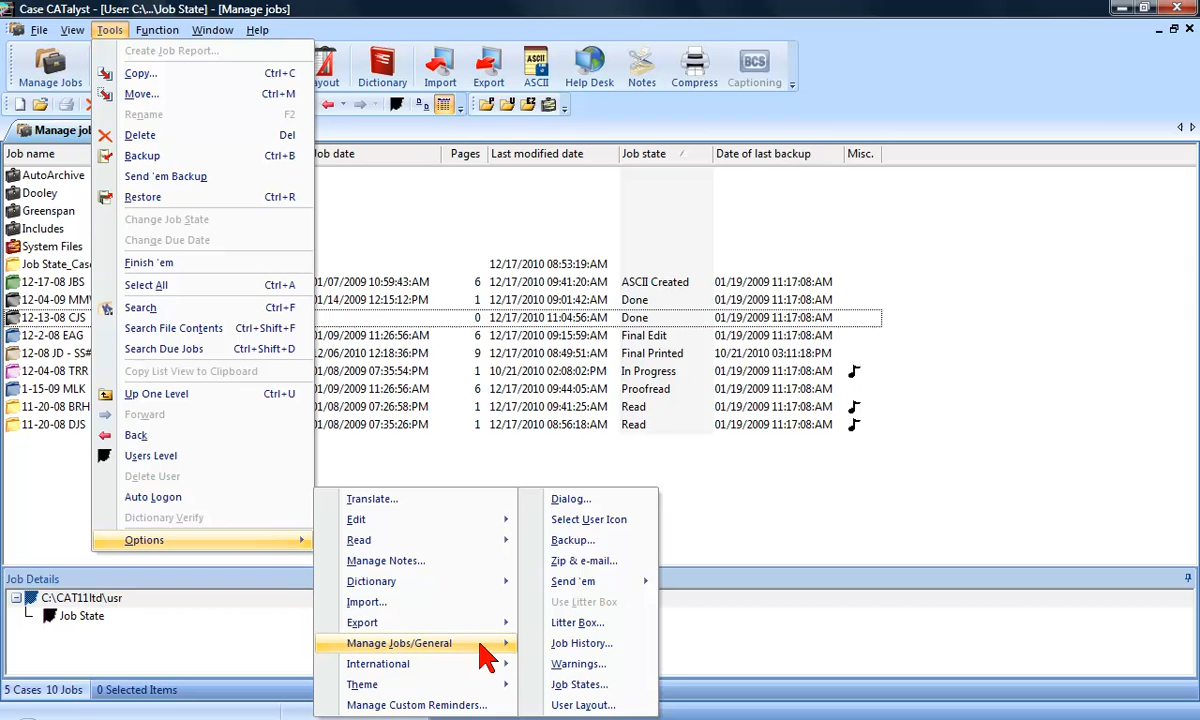 Case CATalyst - [User: C:\...\Job State] - [Manage jobs]
File View Tools Function Window Help
Manage Jobs Layout Dictionary Import Export ASCII Help Desk Notes Compress Captioning
ASCII BCS
Create Job Report...
Copy... Ctrl+C
Move... Ctrl+M
Rename F2
Delete Del
Backup Ctrl+B
Send 'em Backup
Restore Ctrl+R
Change Job State
Change Due Date
Finish 'em
Select All Ctrl+A
Search Ctrl+F
Search File Contents Ctrl+Shift+F
Search Due Jobs Ctrl+Shift+D
Copy List View to Clipboard
Up One Level Ctrl+U
Forward
Back
Users Level
Delete User
Auto Logon
Dictionary Verify
Options
Manage jo
Job name Job date Pages Last modified date Job state Date of last backup Misc.
AutoArchive
Dooley
Greenspan
Includes
System Files
Job State_Cas 12/17/2010 08:53:19AM
12-17-08 JBS 01/07/2009 10:59:43AM 6 12/17/2010 09:41:20AM ASCII Created 01/19/2009 11:17:08AM
12-04-09 MM 01/14/2009 12:15:12PM 1 12/17/2010 09:01:42AM Done 01/19/2009 11:17:08AM
12-13-08 CJS 0 12/17/2010 11:04:56AM Done 01/19/2009 11:17:08AM
12-2-08 EAG 01/09/2009 11:26:56AM 6 12/17/2010 09:15:59AM Final Edit 01/19/2009 11:17:08AM
12-08 JD - SS# 12/06/2010 12:18:36PM 9 12/17/2010 08:49:51AM Final Printed 10/21/2010 03:11:18PM
12-04-08 TRR 01/08/2009 07:35:54PM 1 10/21/2010 02:08:02PM In Progress 01/19/2009 11:17:08AM
1-15-09 MLK 01/08/2009 11:26:56AM 6 12/17/2010 09:44:05AM Proofread 01/19/2009 11:17:08AM
11-20-08 BRH 01/08/2009 07:26:58PM 1 12/17/2010 09:41:25AM Read 01/19/2009 11:17:08AM
11-20-08 DJS 01/08/2009 07:35:26PM 1 12/17/2010 08:56:18AM Read 01/19/2009 11:17:08AM
Translate...
Edit
Read
Manage Notes...
Dictionary
Import...
Export
Manage Jobs/General
International
Theme
Manage Custom Reminders...
Dialog...
Select User Icon
Backup...
Zip & e-mail...
Send 'em
Use Litter Box
Litter Box...
Job History...
Warnings...
Job States...
User Layout...
Job Details
C:\CAT11ltd\usr
Job State
5 Cases 10 Jobs 0 Selected Items